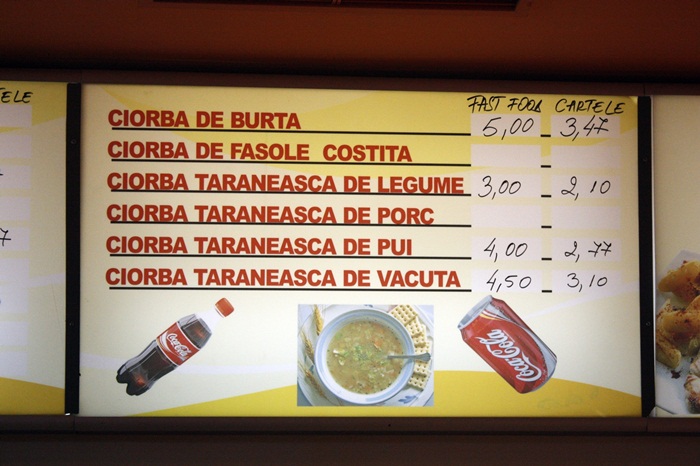 FAST FOOD CARTELE
CIORBA DE BURTA 5,00 3,47
CIORBA DE FASOLE COSTITA
CIORBA TARANEASCA DE LEGUME 3,00 2,10
CIORBA TARANEASCA DE PORC
CIORBA TARANEASCA DE PUI 4,00 2,77
CIORBA TARANEASCA DE VACUTA 4,50 3,10
Coca-Cola
Coca-Cola